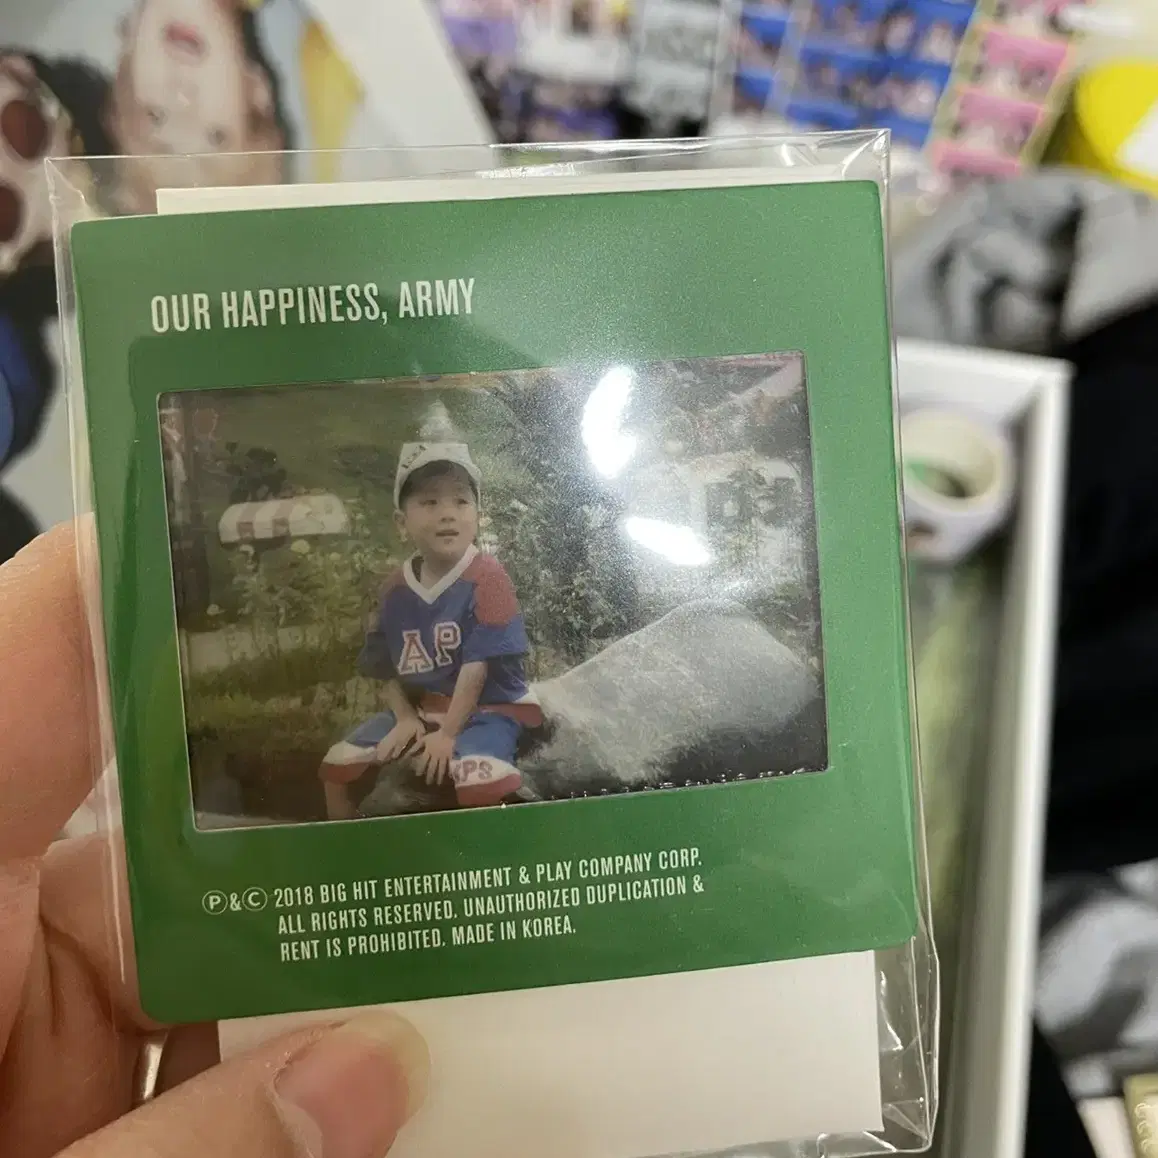 OUR HAPPINESS, ARMY
AP
KPS
Ⓟ&Ⓒ 2018 BIG HIT ENTERTAINMENT & PLAY COMPANY CORP.
ALL RIGHTS RESERVED. UNAUTHORIZED DUPLICATION &
RENT IS PROHIBITED. MADE IN KOREA.